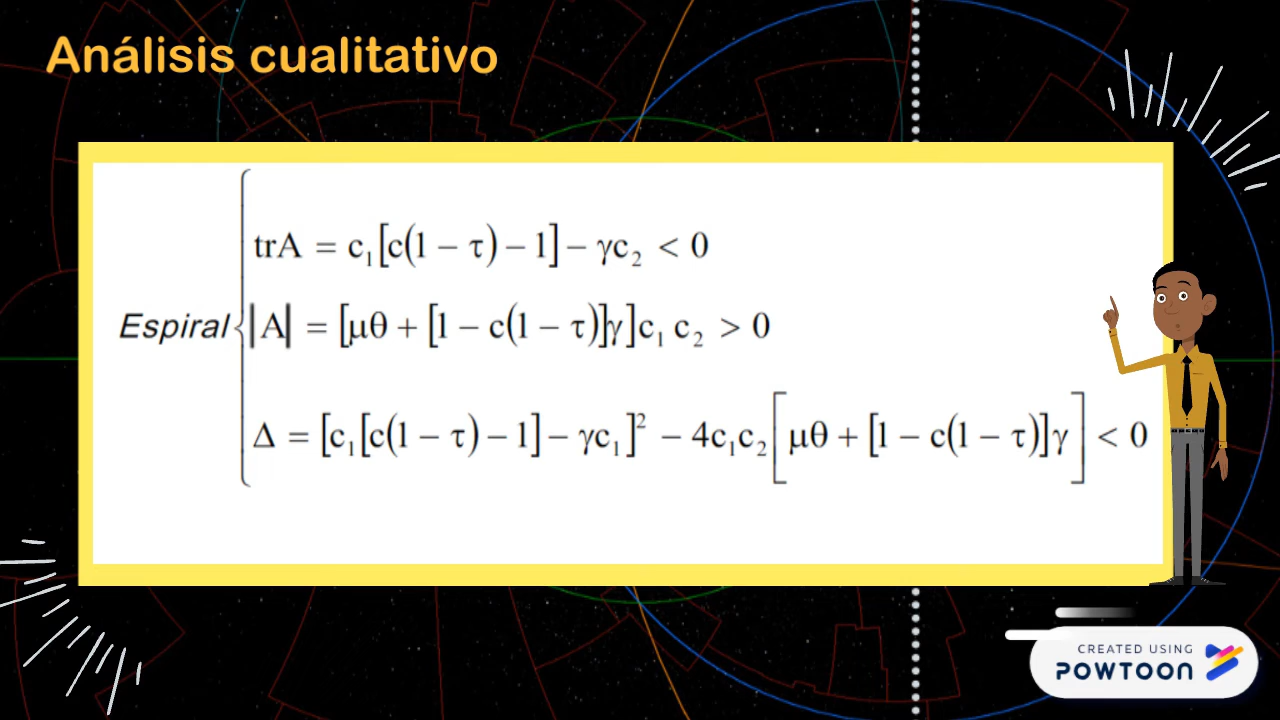 Análisis cualitativo
trA = c₁[c(1 − τ) − 1] − γc₂ < 0
Espiral { |A| = [μθ + [1 − c(1 − τ)]γ]c₁ c₂ > 0
Δ = [c₁[c(1 − τ) − 1] − γc₁]² − 4c₁c₂[μθ + [1 − c(1 − τ)]γ] < 0
CREATED USING
POWTOON